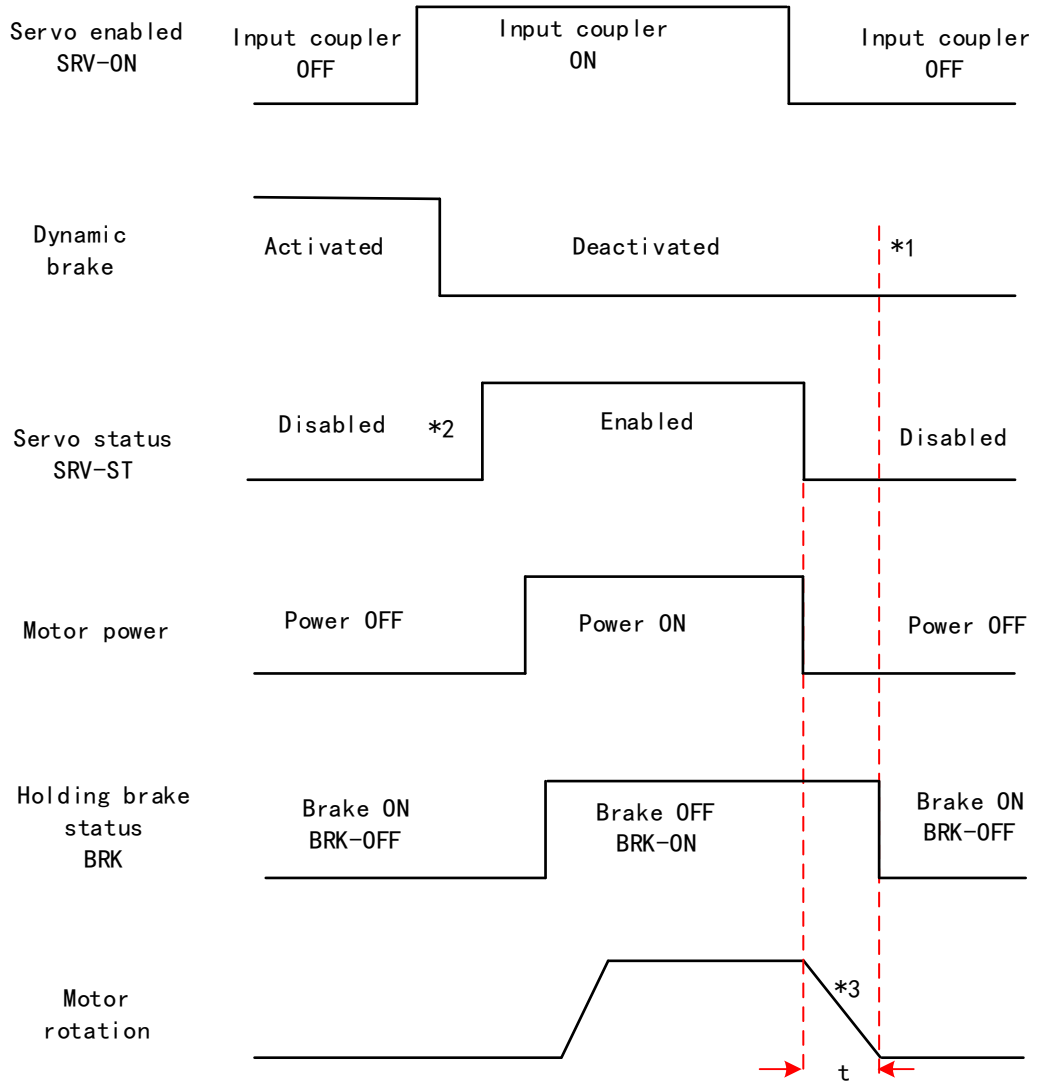 Servo enabled
SRV-ON
Input coupler
OFF
Input coupler
ON
Input coupler
OFF
Dynamic
brake
Activated
Deactivated
*1
Servo status
SRV-ST
Disabled
*2
Enabled
Disabled
Motor power
Power OFF
Power ON
Power OFF
Holding brake
status
BRK
Brake ON
BRK-OFF
Brake OFF
BRK-ON
Brake ON
BRK-OFF
Motor
rotation
*3
t